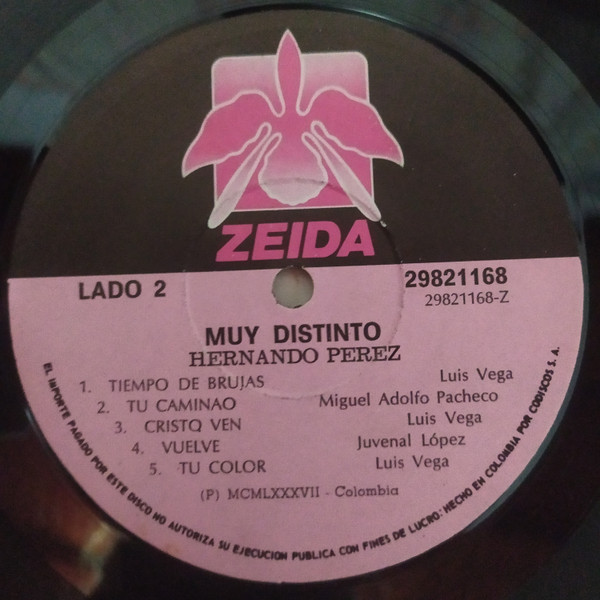 ZEIDA
LADO 2
29821168
29821168-Z
MUY DISTINTO
HERNANDO PEREZ
1. TIEMPO DE BRUJAS Luis Vega
2. TU CAMINAO Miguel Adolfo Pacheco
3. CRISTO VEN Luis Vega
4. VUELVE Juvenal López
5. TU COLOR Luis Vega
(P) MCMLXXXVII - Colombia
EL IMPORTE PAGADO POR ESTE DISCO NO AUTORIZA SU EJECUCION PUBLICA CON FINES DE LUCRO: HECHO EN COLOMBIA POR CODISCOS S. A.